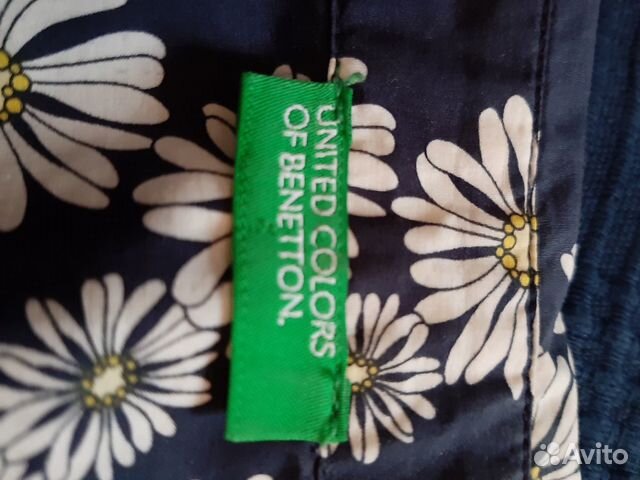 UNITED COLORS
OF BENETTON.
Avito